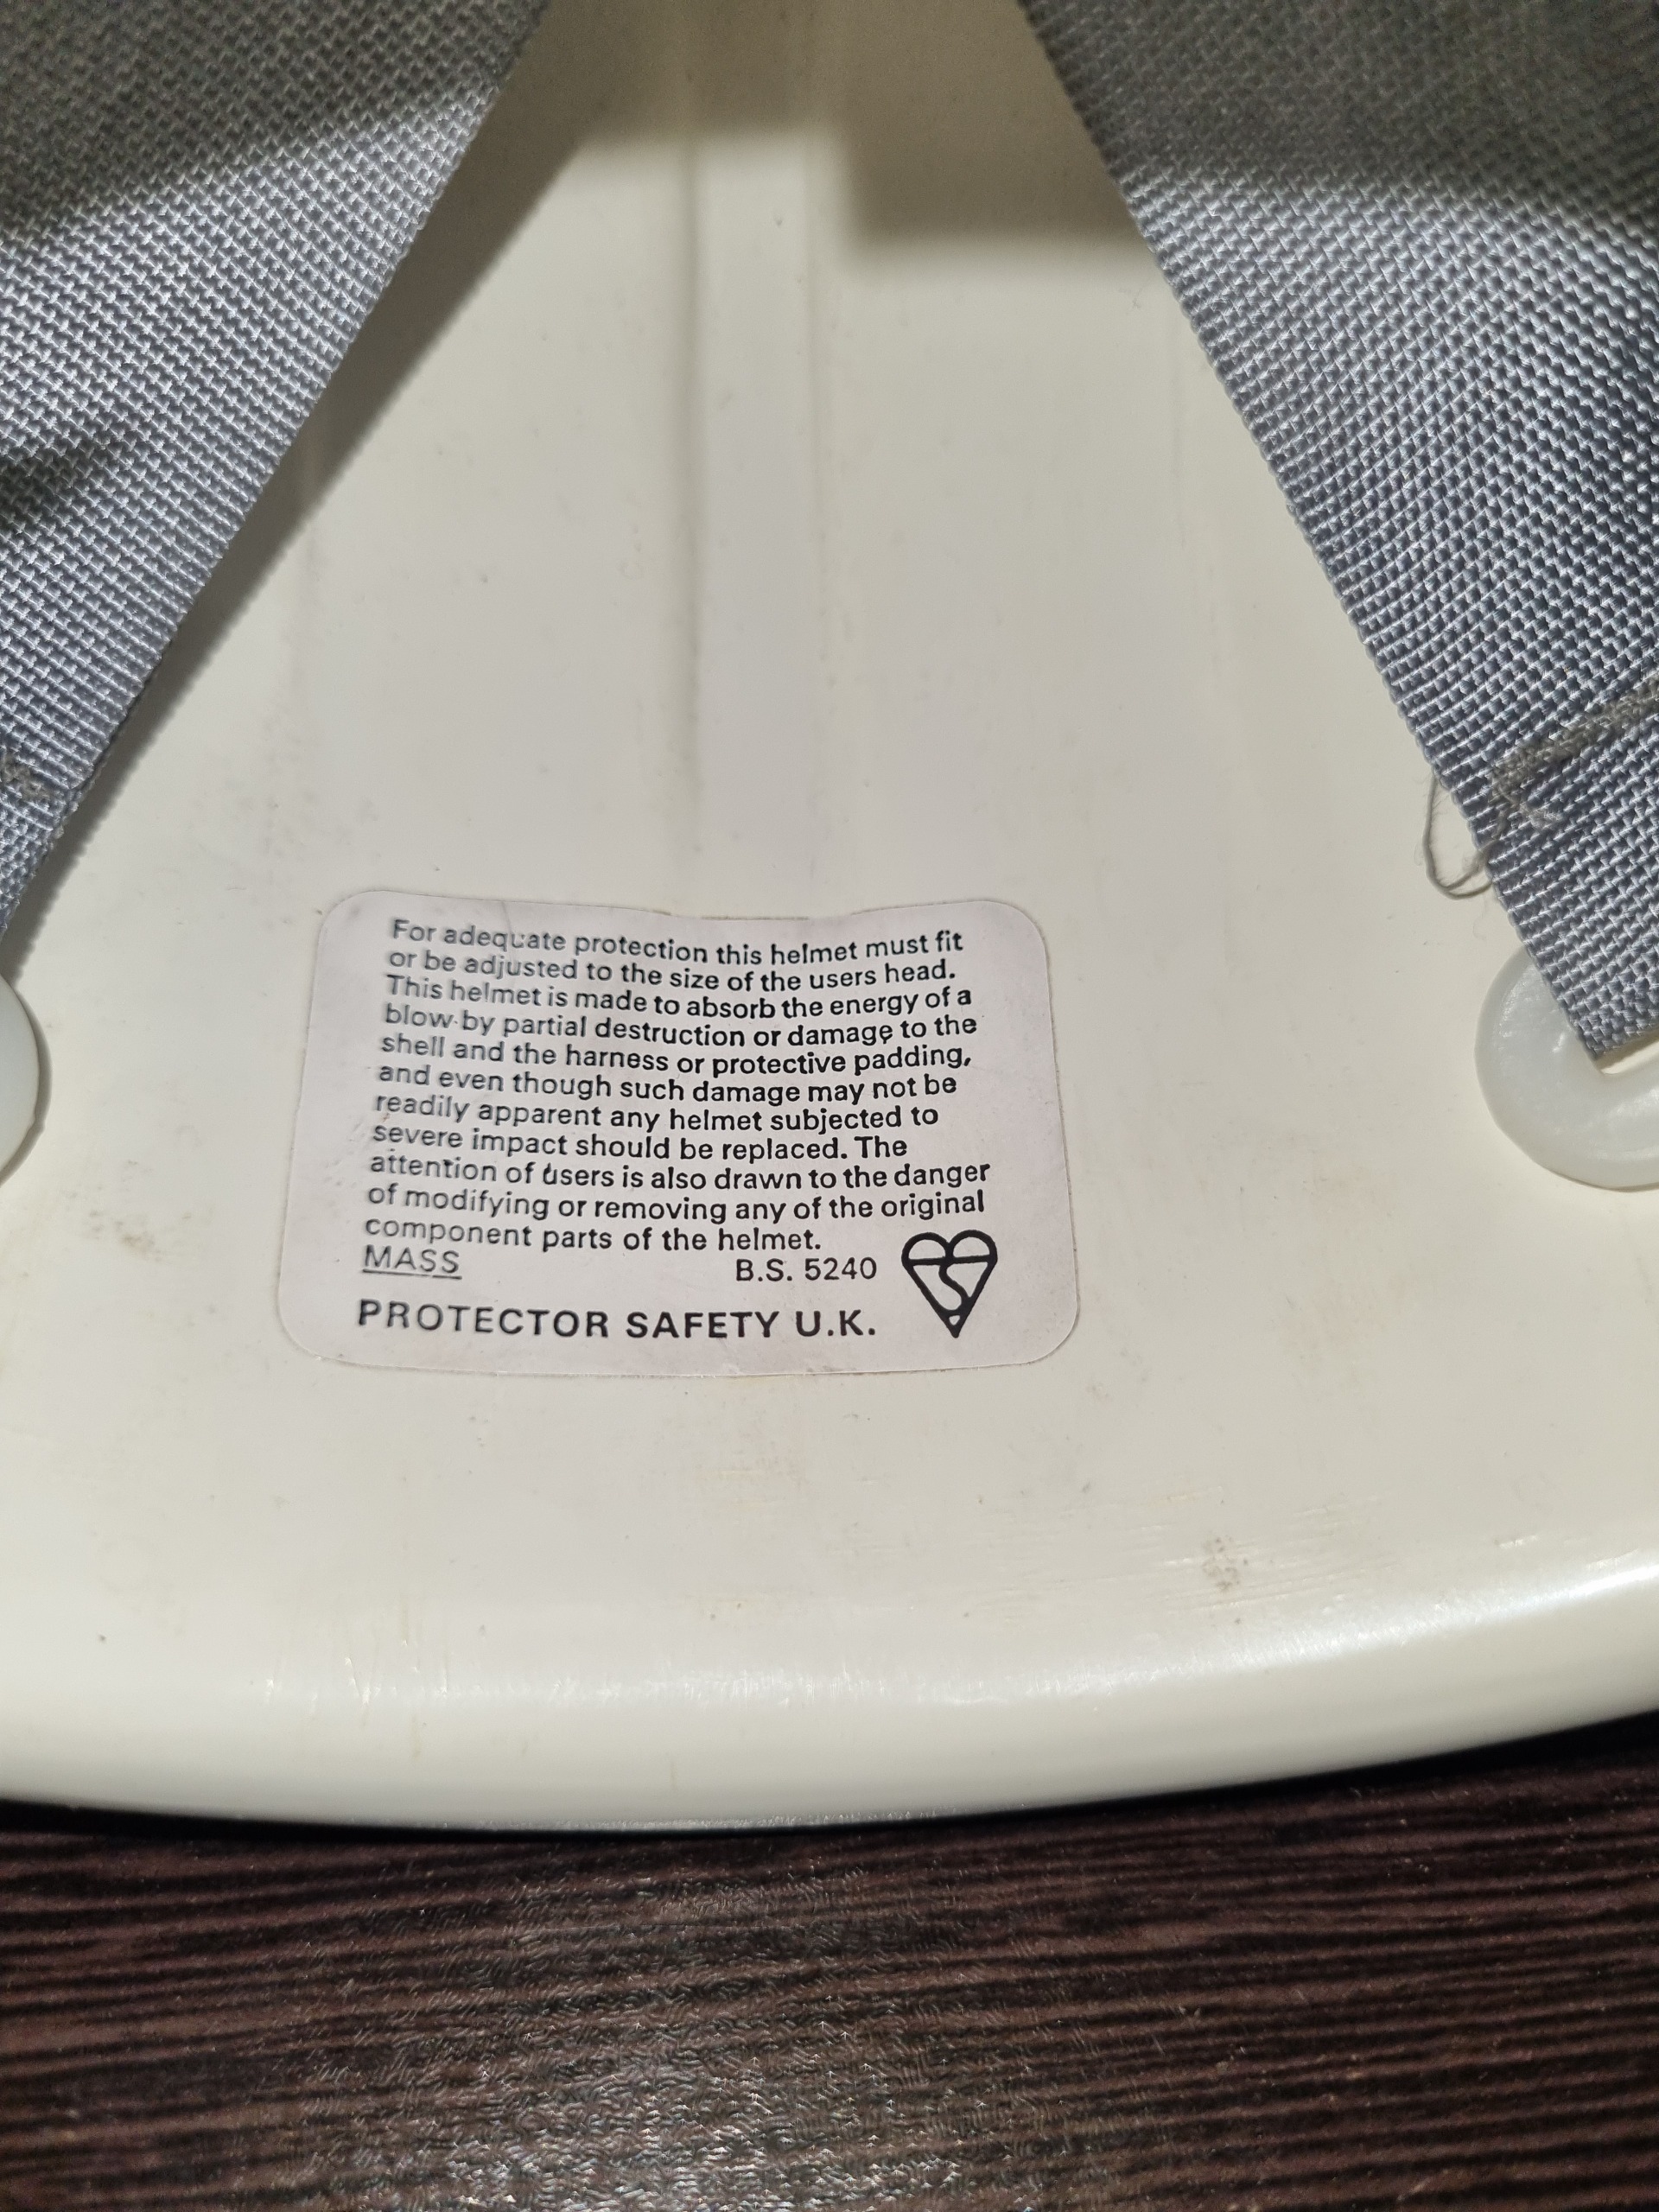 For adequate protection this helmet must fit
or be adjusted to the size of the users head.
This helmet is made to absorb the energy of a
blow by partial destruction or damage to the
shell and the harness or protective padding,
and even though such damage may not be
readily apparent any helmet subjected to
severe impact should be replaced. The
attention of users is also drawn to the danger
of modifying or removing any of the original
component parts of the helmet.
MASS B.S. 5240
PROTECTOR SAFETY U.K.